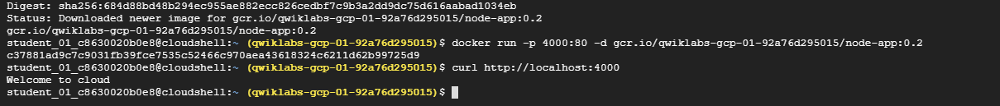 Digest: sha256:684d88bd48b294ec955ae882ecc826cedbf7c9b3a2dd9dc75d616aabad1034eb
Status: Downloaded newer image for gcr.io/qwiklabs-gcp-01-92a76d295015/node-app:0.2
gcr.io/qwiklabs-gcp-01-92a76d295015/node-app:0.2
student_01_c8630020b0e8@cloudshell:~ (qwiklabs-gcp-01-92a76d295015)$ docker run -p 4000:80 -d gcr.io/qwiklabs-gcp-01-92a76d295015/node-app:0.2
c37881ad9c7c9031fb39fce7535c52466c970aea43618324c6211d62b99725d9
student_01_c8630020b0e8@cloudshell:~ (qwiklabs-gcp-01-92a76d295015)$ curl http://localhost:4000
Welcome to cloud
student_01_c8630020b0e8@cloudshell:~ (qwiklabs-gcp-01-92a76d295015)$